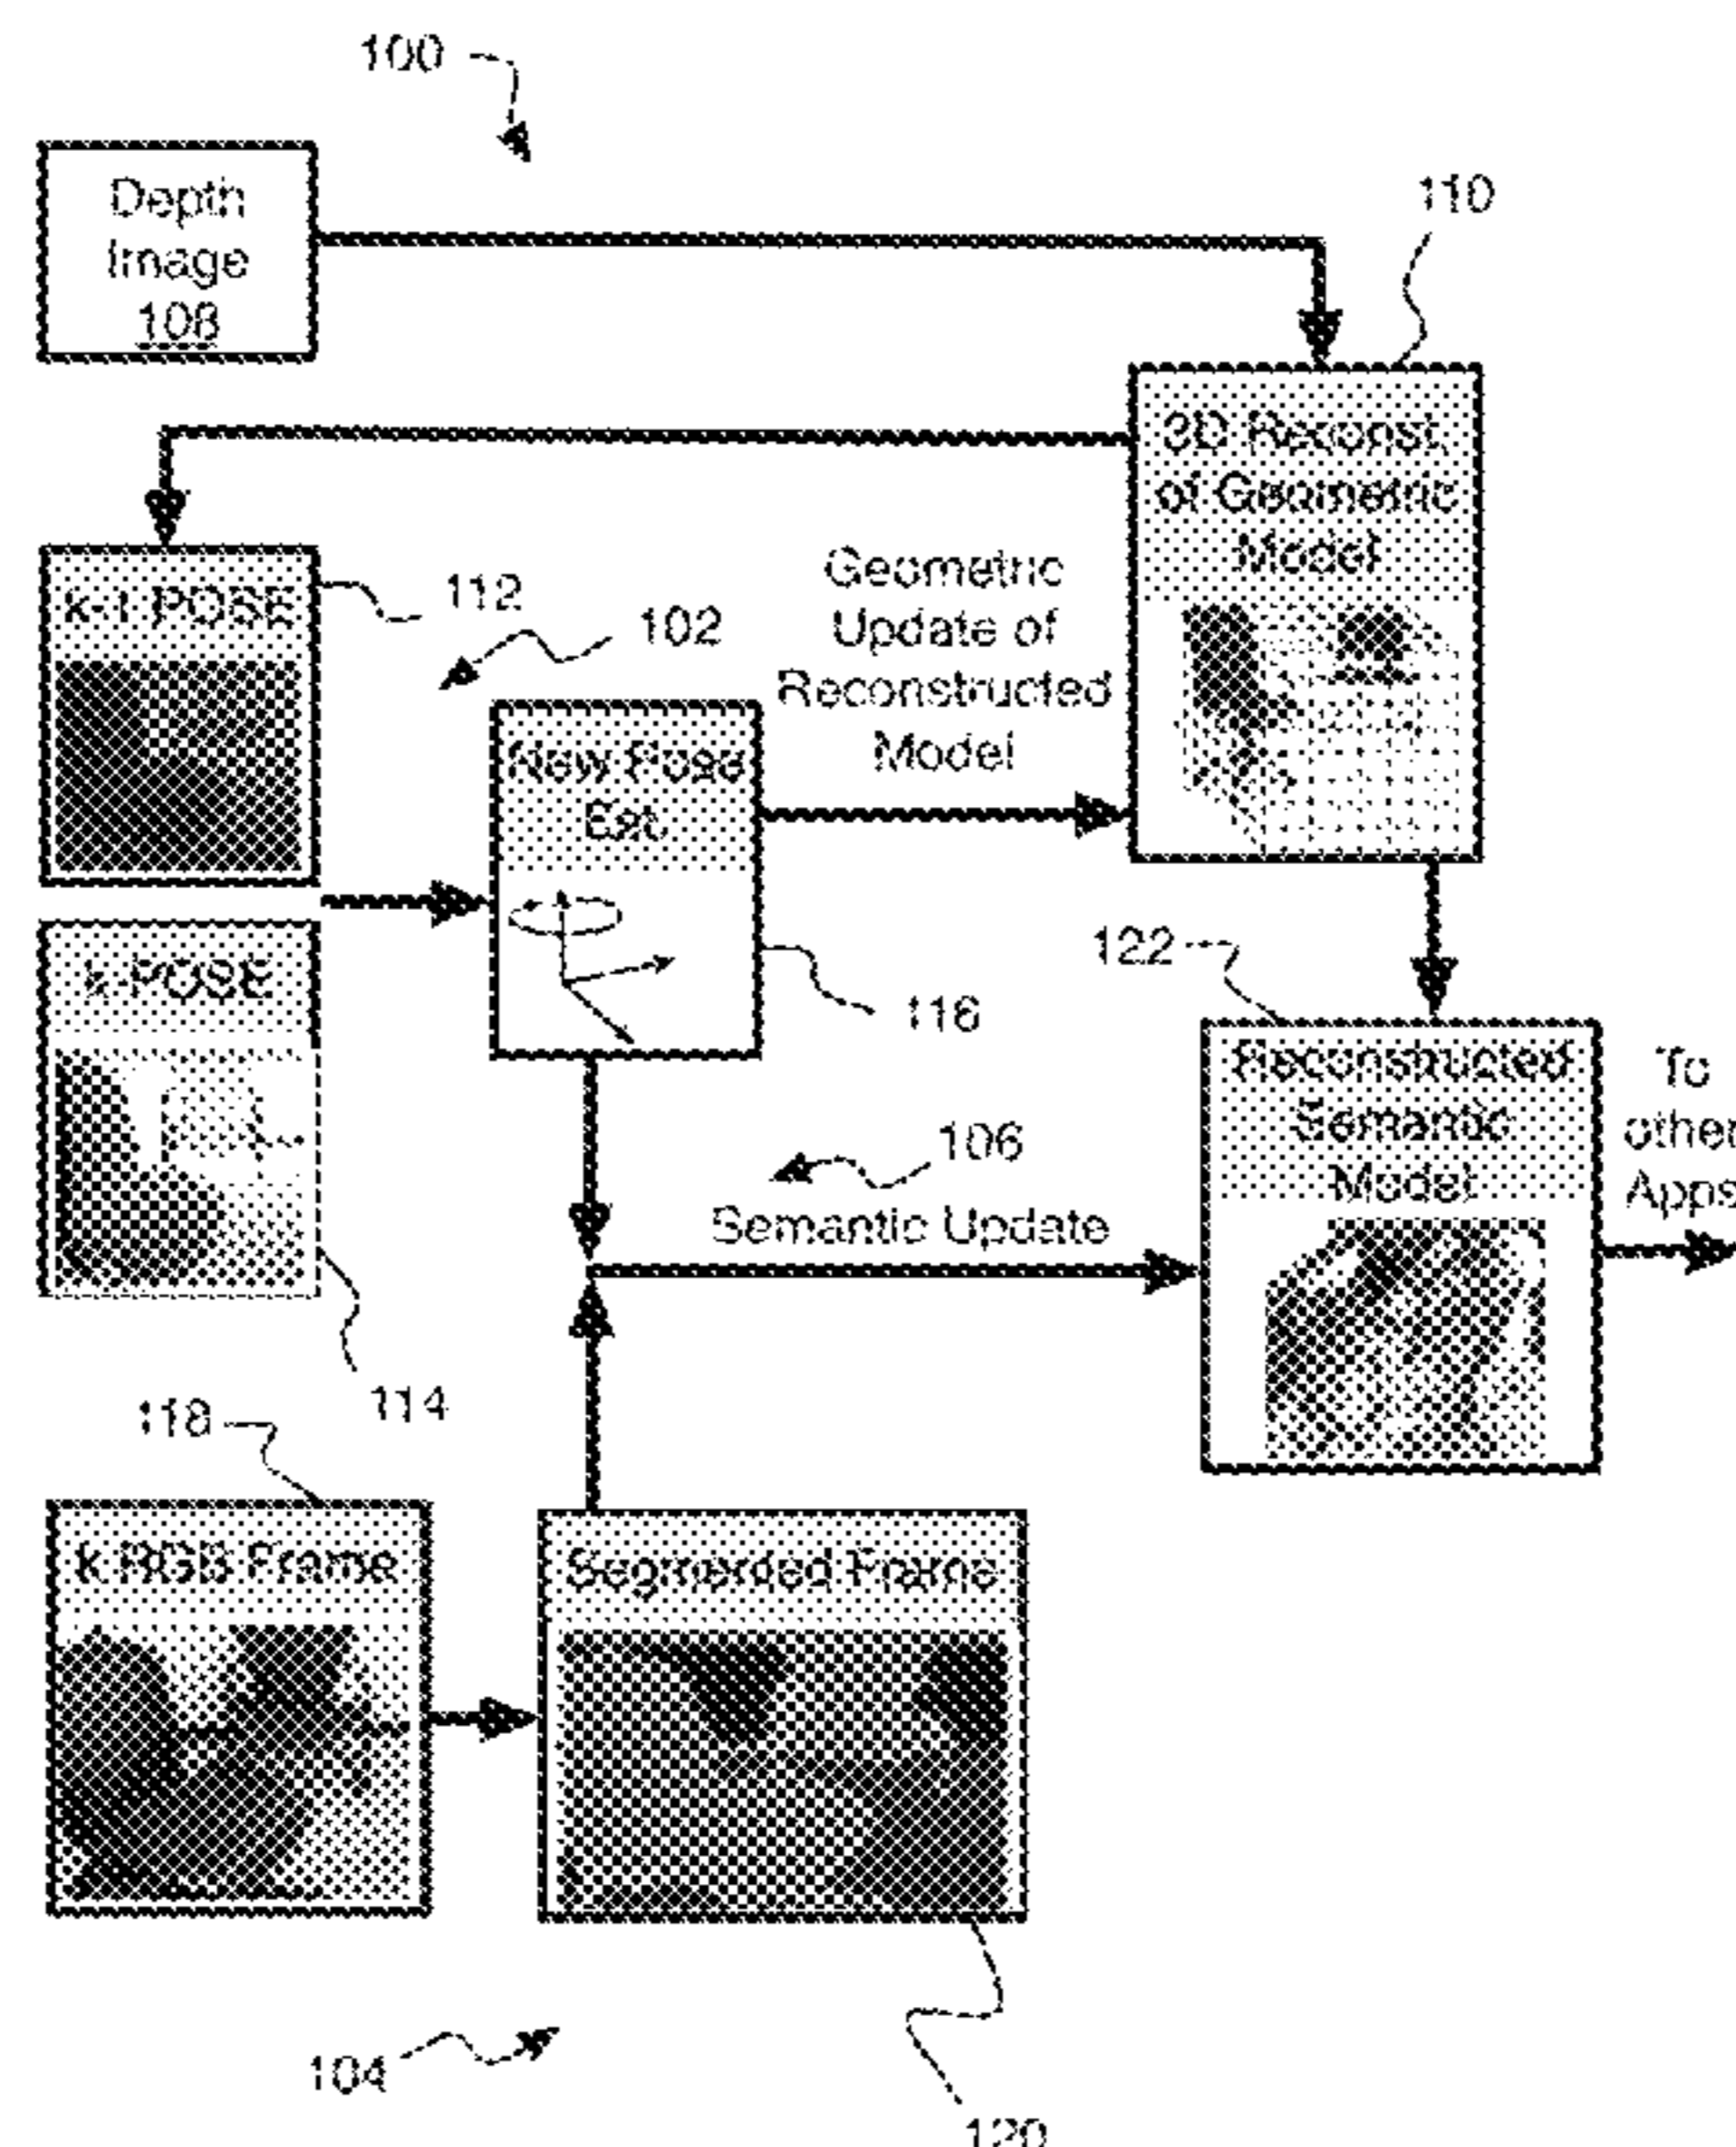 100
Depth
Image
108
110
3D Reconst.
of Geometric
Model
k-1 POSE
112
102
Geometric
Update of
Reconstructed
Model
New Pose
Est.
k-POSE
116
122
Reconstructed
Semantic
Model
To
other
Apps
106
Semantic Update
114
118
k RGB Frame
Segmented Frame
104
120